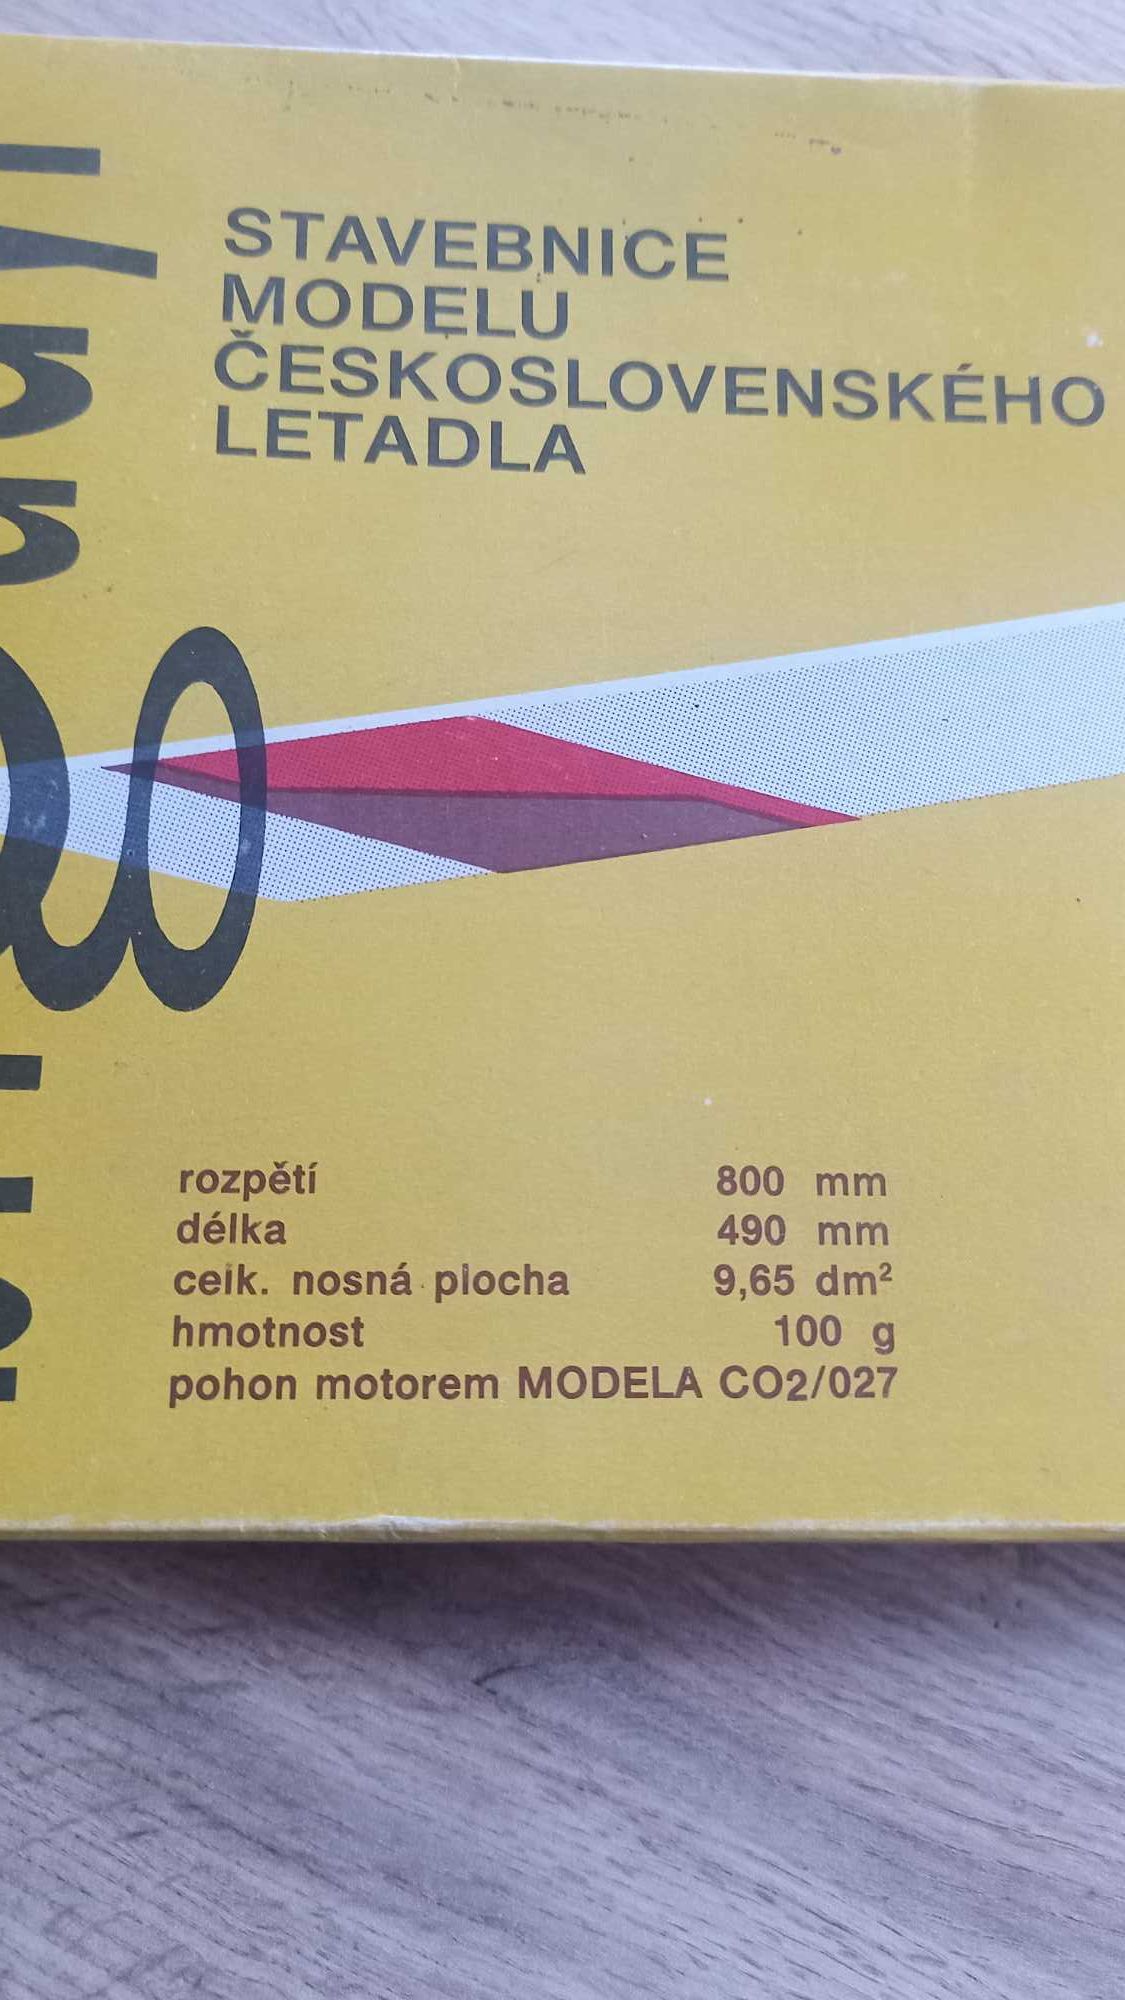 STAVEBNICE
MODELU
ČESKOSLOVENSKÉHO
LETADLA
rozpětí 800 mm
délka 490 mm
celk. nosná plocha 9,65 dm²
hmotnost 100 g
pohon motorem MODELA CO2/027